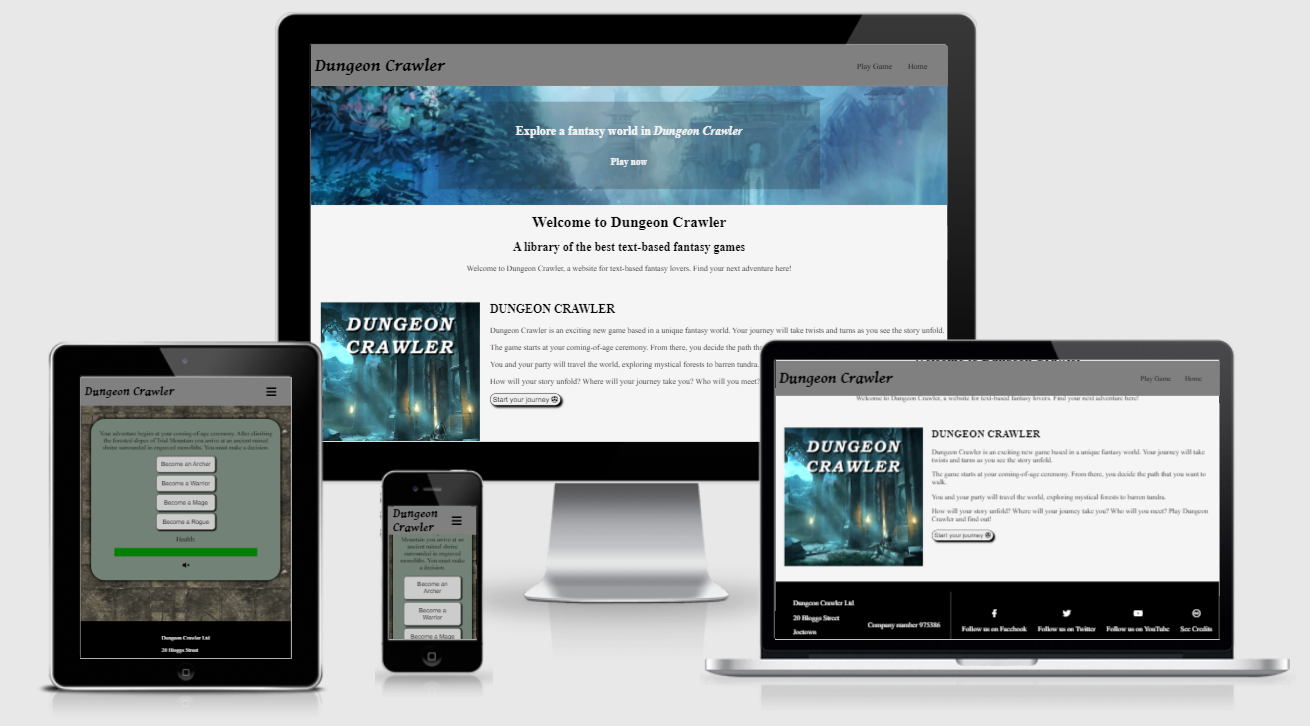 Dungeon Crawler
Play Game Home
Explore a fantasy world in Dungeon Crawler
Play now
Welcome to Dungeon Crawler
A library of the best text-based fantasy games
Welcome to Dungeon Crawler, a website for text-based fantasy lovers. Find your next adventure here!
DUNGEON
CRAWLER
DUNGEON CRAWLER
Dungeon Crawler is an exciting new game based in a unique fantasy world. Your journey will take twists and turns as you see the story unfold.
The game starts at your coming-of-age ceremony. From there, you decide the path
You and your party will travel the world, exploring mystical forests to barren tundra.
How will your story unfold? Where will your journey take you? Who will you meet?
Start your journey
Dungeon Crawler
Your adventure begins at your coming-of-age ceremony. After climbing
the forested slopes of Trial Mountain you arrive at an ancient ruined
shrine surrounded in engraved monoliths. You must make a decision.
Become an Archer
Become a Warrior
Become a Mage
Become a Rogue
Health
Dungeon Crawler Ltd
20 Bloggs Street
Dungeon
Crawler
Mountain you arrive at an
ancient ruined shrine
surrounded in engraved
monoliths. You must make
a decision.
Become an
Archer
Become a
Warrior
Become a Mage
Dungeon Crawler
Play Game Home
Welcome to Dungeon Crawler, a website for text-based fantasy lovers. Find your next adventure here!
DUNGEON
CRAWLER
DUNGEON CRAWLER
Dungeon Crawler is an exciting new game based in a unique fantasy world. Your journey will take
twists and turns as you see the story unfold.
The game starts at your coming-of-age ceremony. From there, you decide the path that you want to
walk.
You and your party will travel the world, exploring mystical forests to barren tundra.
How will your story unfold? Where will your journey take you? Who will you meet? Play Dungeon
Crawler and find out!
Start your journey
Dungeon Crawler Ltd
20 Bloggs Street
Joetown
Company number 975386
Follow us on Facebook Follow us on Twitter Follow us on YouTube See Credits